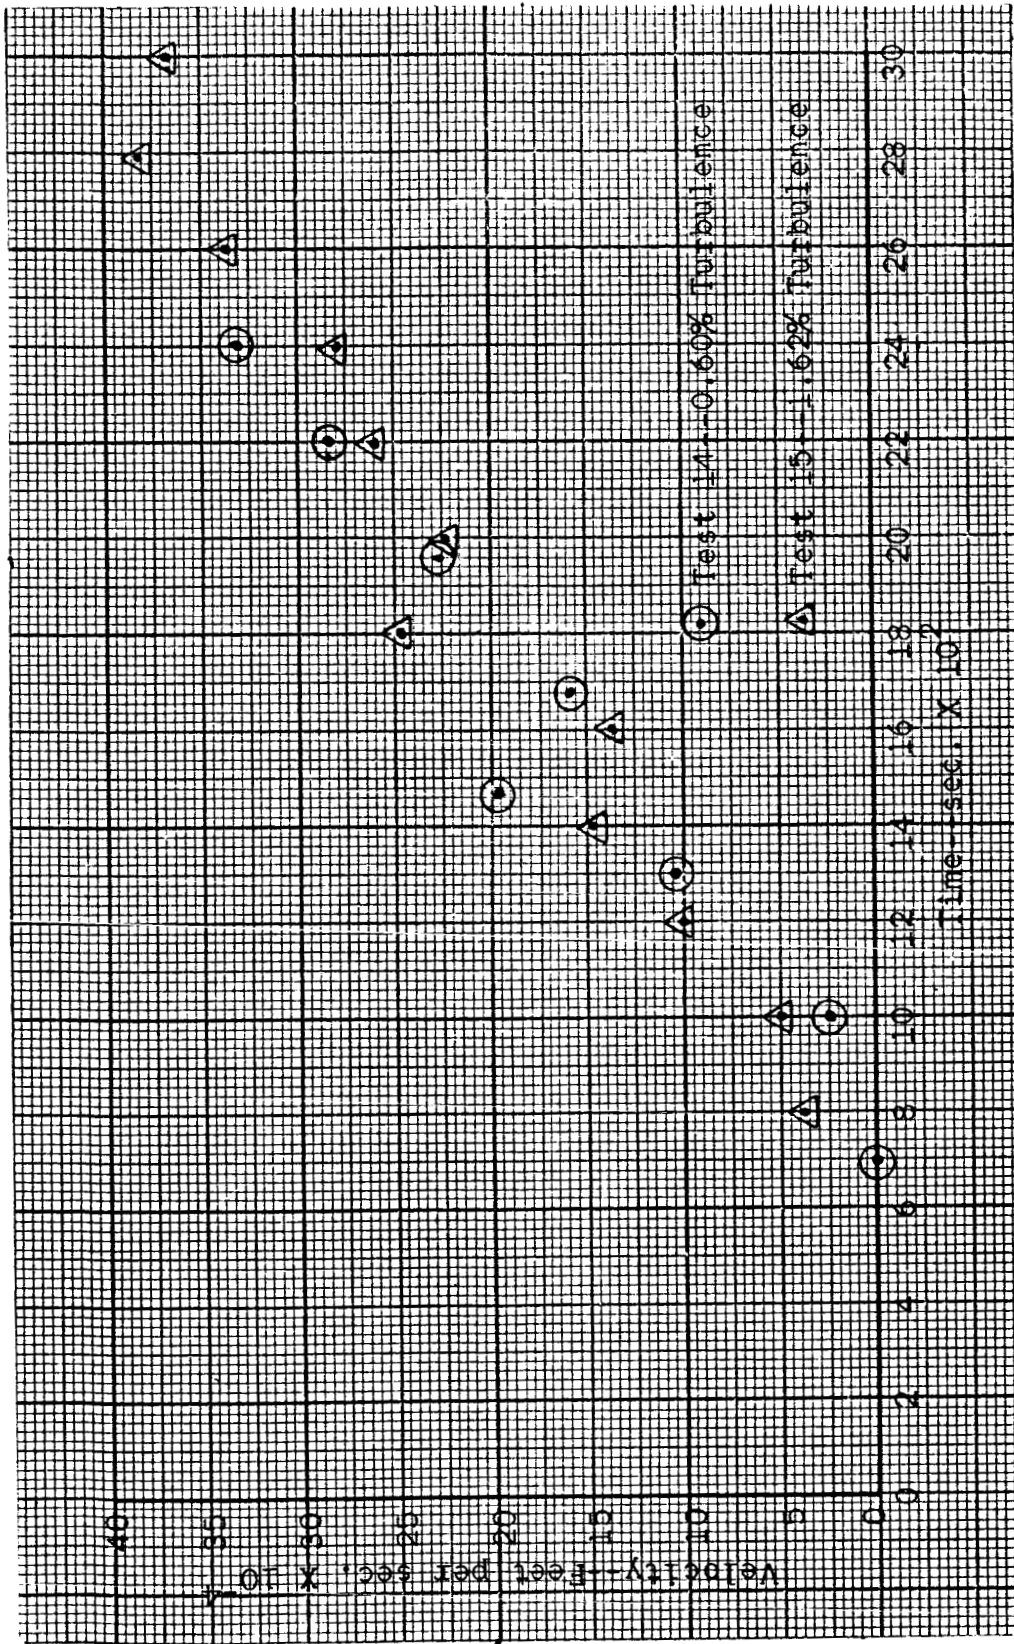 40
35
30
25
20
15
10
5
0
Velocity--Feet per sec. X 10⁻⁴
Test 14--0.60% Turbulence
Test 15--1.62% Turbulence
0 2 4 6 8 10 12 14 16 18 20 22 24 26 28 30
Time--sec. X 10²